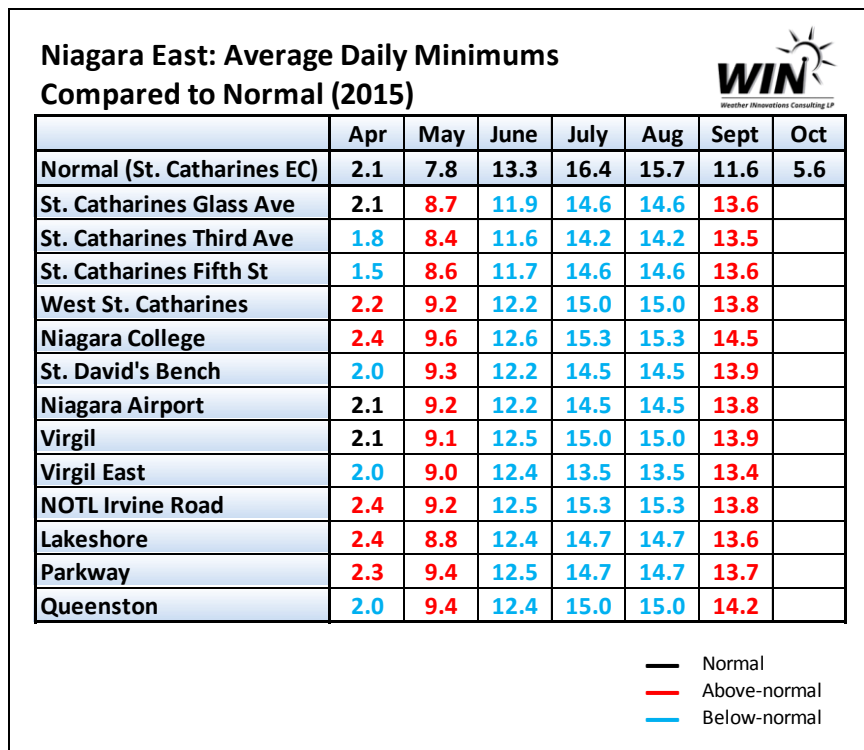 Niagara East: Average Daily Minimums
Compared to Normal (2015)
WIN
Weather INnovations Consulting LP
Apr May June July Aug Sept Oct
Normal (St. Catharines EC) 2.1 7.8 13.3 16.4 15.7 11.6 5.6
St. Catharines Glass Ave 2.1 8.7 11.9 14.6 14.6 13.6
St. Catharines Third Ave 1.8 8.4 11.6 14.2 14.2 13.5
St. Catharines Fifth St 1.5 8.6 11.7 14.6 14.6 13.6
West St. Catharines 2.2 9.2 12.2 15.0 15.0 13.8
Niagara College 2.4 9.6 12.6 15.3 15.3 14.5
St. David's Bench 2.0 9.3 12.2 14.5 14.5 13.9
Niagara Airport 2.1 9.2 12.2 14.5 14.5 13.8
Virgil 2.1 9.1 12.5 15.0 15.0 13.9
Virgil East 2.0 9.0 12.4 13.5 13.5 13.4
NOTL Irvine Road 2.4 9.2 12.5 15.3 15.3 13.8
Lakeshore 2.4 8.8 12.4 14.7 14.7 13.6
Parkway 2.3 9.4 12.5 14.7 14.7 13.7
Queenston 2.0 9.4 12.4 15.0 15.0 14.2
Normal
Above-normal
Below-normal